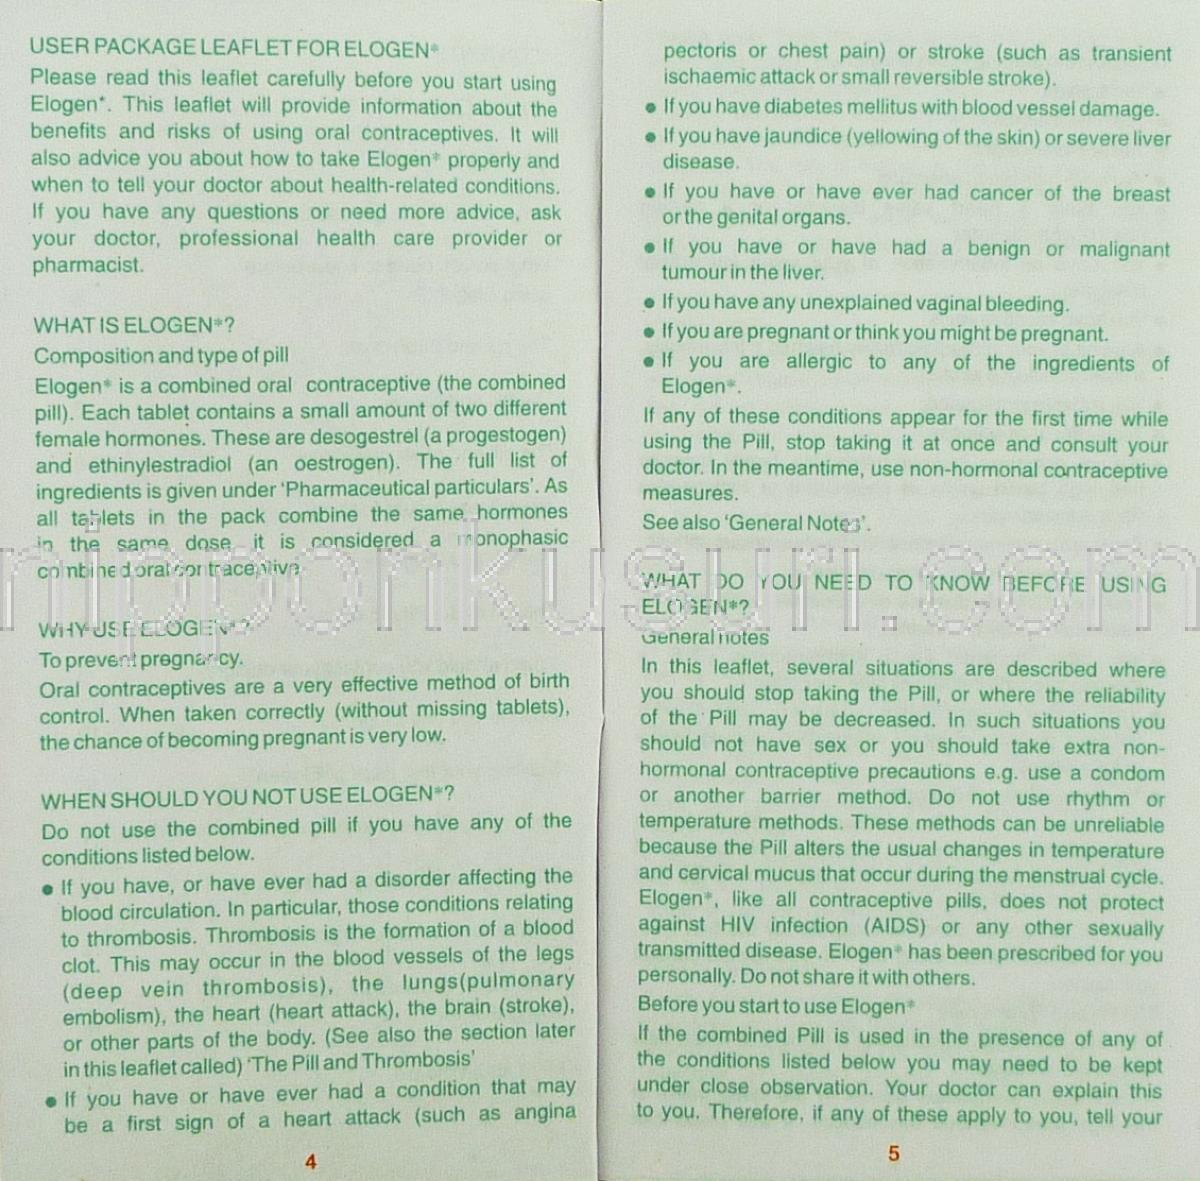 USER PACKAGE LEAFLET FOR ELOGEN*
Please read this leaflet carefully before you start using
Elogen*. This leaflet will provide information about the
benefits and risks of using oral contraceptives. It will
also advice you about how to take Elogen* properly and
when to tell your doctor about health-related conditions.
If you have any questions or need more advice, ask
your doctor, professional health care provider or
pharmacist.
WHAT IS ELOGEN*?
Composition and type of pill
Elogen* is a combined oral contraceptive (the combined
pill). Each tablet contains a small amount of two different
female hormones. These are desogestrel (a progestogen)
and ethinylestradiol (an oestrogen). The full list of
ingredients is given under 'Pharmaceutical particulars'. As
all tablets in the pack combine the same hormones
in the same dose, it is considered a monophasic
combined oral contraceptive.
WHY USE ELOGEN*?
To prevent pregnancy.
Oral contraceptives are a very effective method of birth
control. When taken correctly (without missing tablets),
the chance of becoming pregnant is very low.
WHEN SHOULD YOU NOT USE ELOGEN*?
Do not use the combined pill if you have any of the
conditions listed below.
● If you have, or have ever had a disorder affecting the
blood circulation. In particular, those conditions relating
to thrombosis. Thrombosis is the formation of a blood
clot. This may occur in the blood vessels of the legs
(deep vein thrombosis), the lungs(pulmonary
embolism), the heart (heart attack), the brain (stroke),
or other parts of the body. (See also the section later
in this leaflet called) 'The Pill and Thrombosis'
● If you have or have ever had a condition that may
be a first sign of a heart attack (such as angina
4
pectoris or chest pain) or stroke (such as transient
ischaemic attack or small reversible stroke).
● If you have diabetes mellitus with blood vessel damage.
● If you have jaundice (yellowing of the skin) or severe liver
disease.
● If you have or have ever had cancer of the breast
or the genital organs.
● If you have or have had a benign or malignant
tumour in the liver.
● If you have any unexplained vaginal bleeding.
● If you are pregnant or think you might be pregnant.
● If you are allergic to any of the ingredients of
Elogen*.
If any of these conditions appear for the first time while
using the Pill, stop taking it at once and consult your
doctor. In the meantime, use non-hormonal contraceptive
measures.
See also 'General Notes'.
WHAT DO YOU NEED TO KNOW BEFORE USING
ELOGEN*?
General notes
In this leaflet, several situations are described where
you should stop taking the Pill, or where the reliability
of the Pill may be decreased. In such situations you
should not have sex or you should take extra non-
hormonal contraceptive precautions e.g. use a condom
or another barrier method. Do not use rhythm or
temperature methods. These methods can be unreliable
because the Pill alters the usual changes in temperature
and cervical mucus that occur during the menstrual cycle.
Elogen*, like all contraceptive pills, does not protect
against HIV infection (AIDS) or any other sexually
transmitted disease. Elogen* has been prescribed for you
personally. Do not share it with others.
Before you start to use Elogen*
If the combined Pill is used in the presence of any of
the conditions listed below you may need to be kept
under close observation. Your doctor can explain this
to you. Therefore, if any of these apply to you, tell your
5
nipponkusuri.com